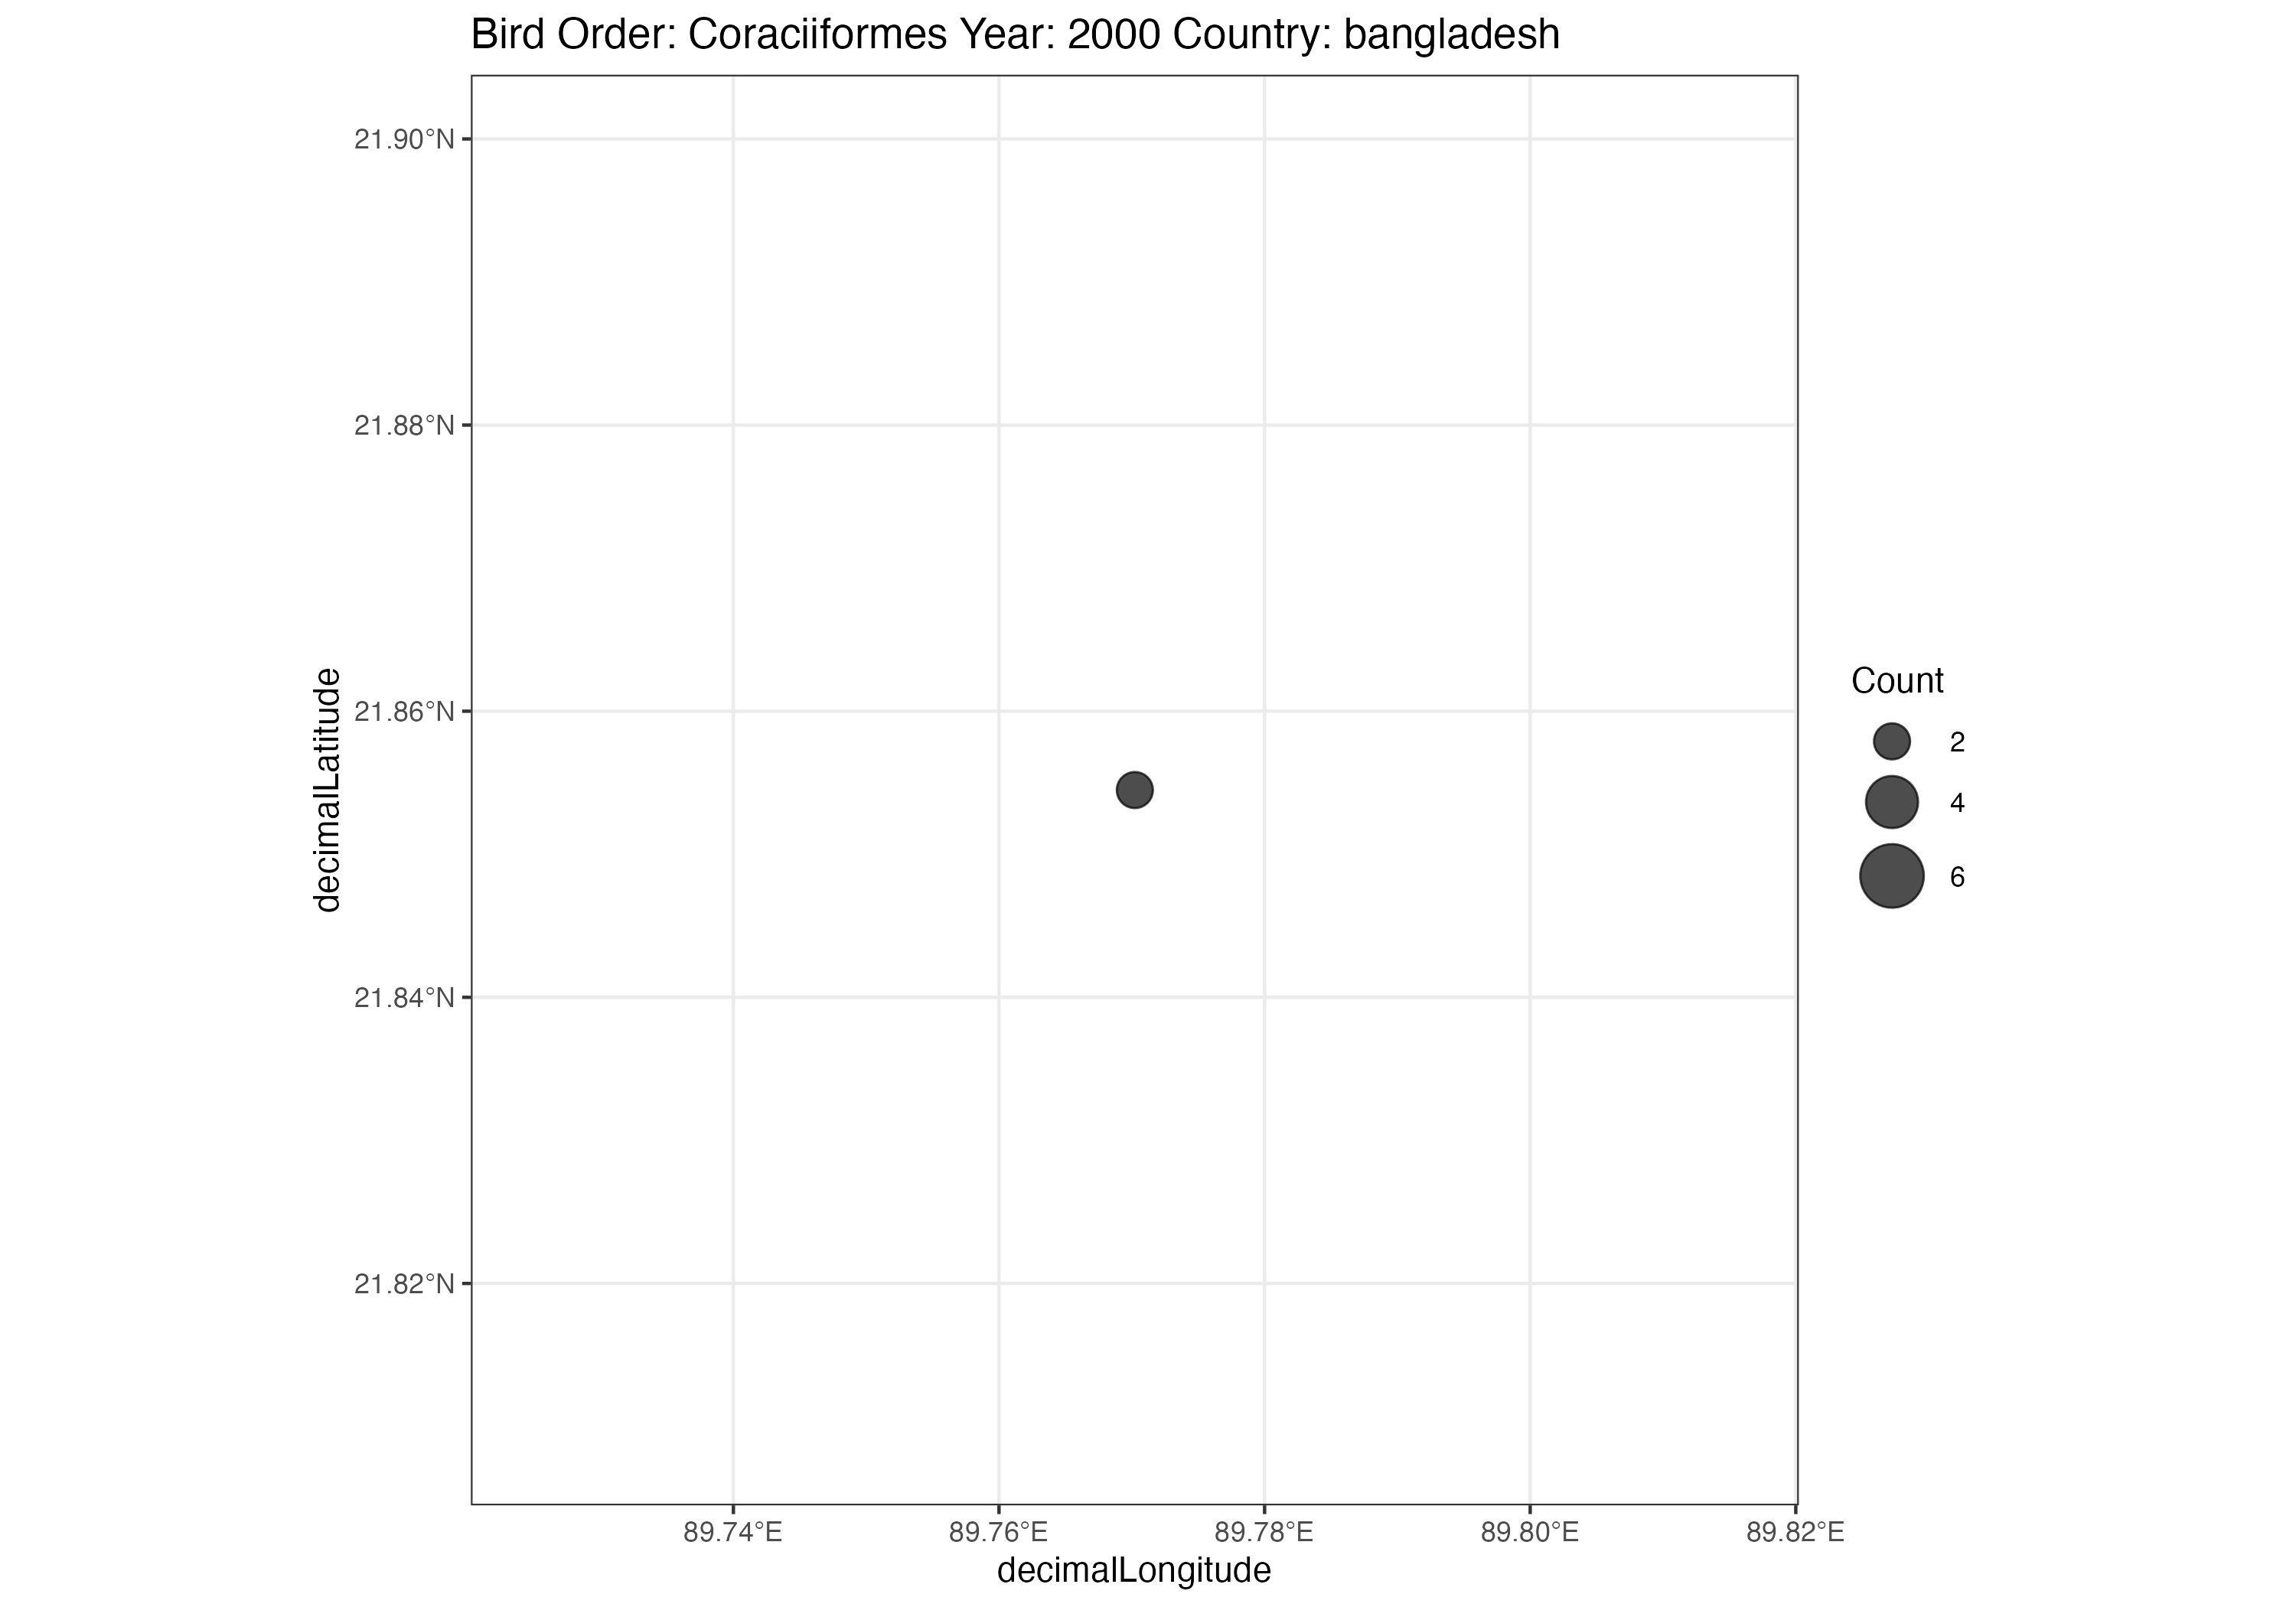 Bird Order: Coraciiformes Year: 2000 Country: bangladesh
21.90°N
21.88°N
21.86°N
21.84°N
21.82°N
decimalLatitude
89.74°E 89.76°E 89.78°E 89.80°E 89.82°E
decimalLongitude
Count
2
4
6